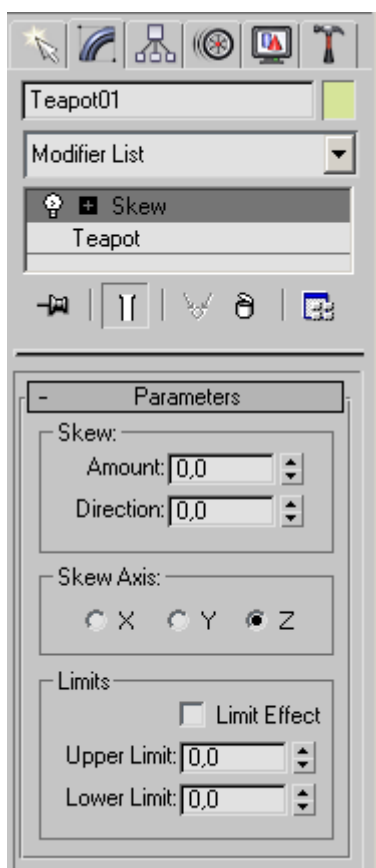 Teapot01
Modifier List
Skew
Teapot
- Parameters
Skew:
Amount: 0,0
Direction: 0,0
Skew Axis:
X Y Z
Limits
Limit Effect
Upper Limit: 0,0
Lower Limit: 0,0